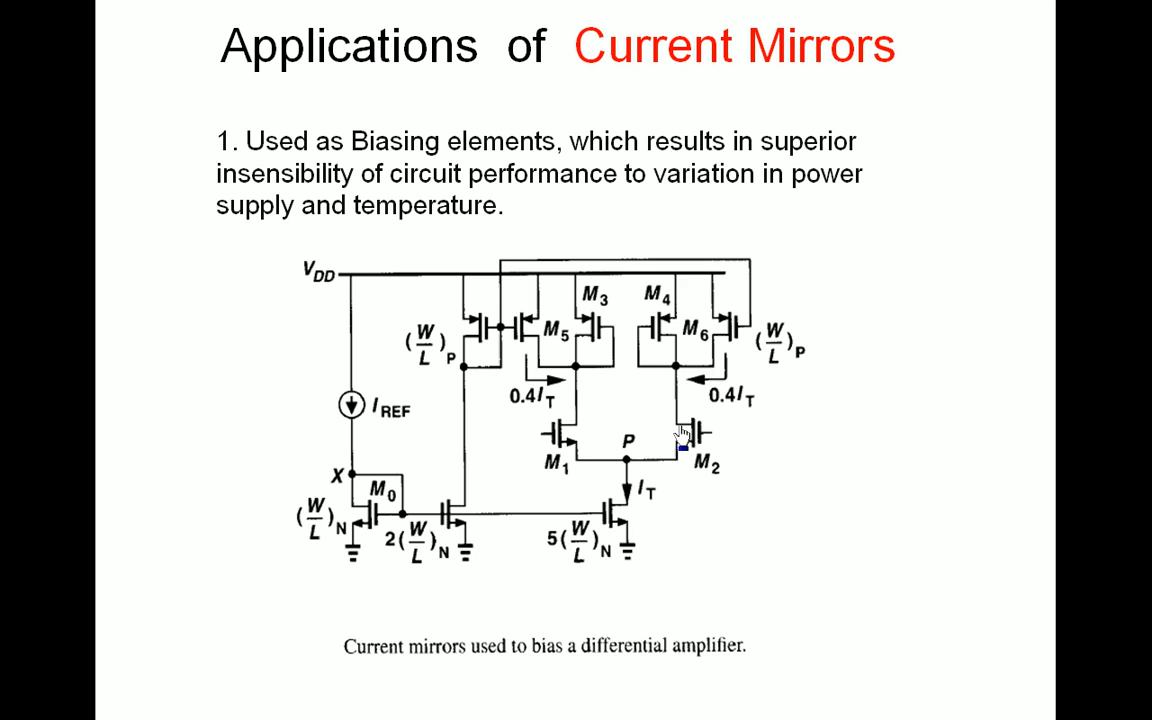 Applications of Current Mirrors
1. Used as Biasing elements, which results in superior
insensibility of circuit performance to variation in power
supply and temperature.
VDD
M3
M4
(W/L)P
M5
M6
(W/L)P
0.4IT
0.4IT
IREF
P
M1
M2
X
M0
IT
(W/L)N
2(W/L)N
5(W/L)N
Current mirrors used to bias a differential amplifier.